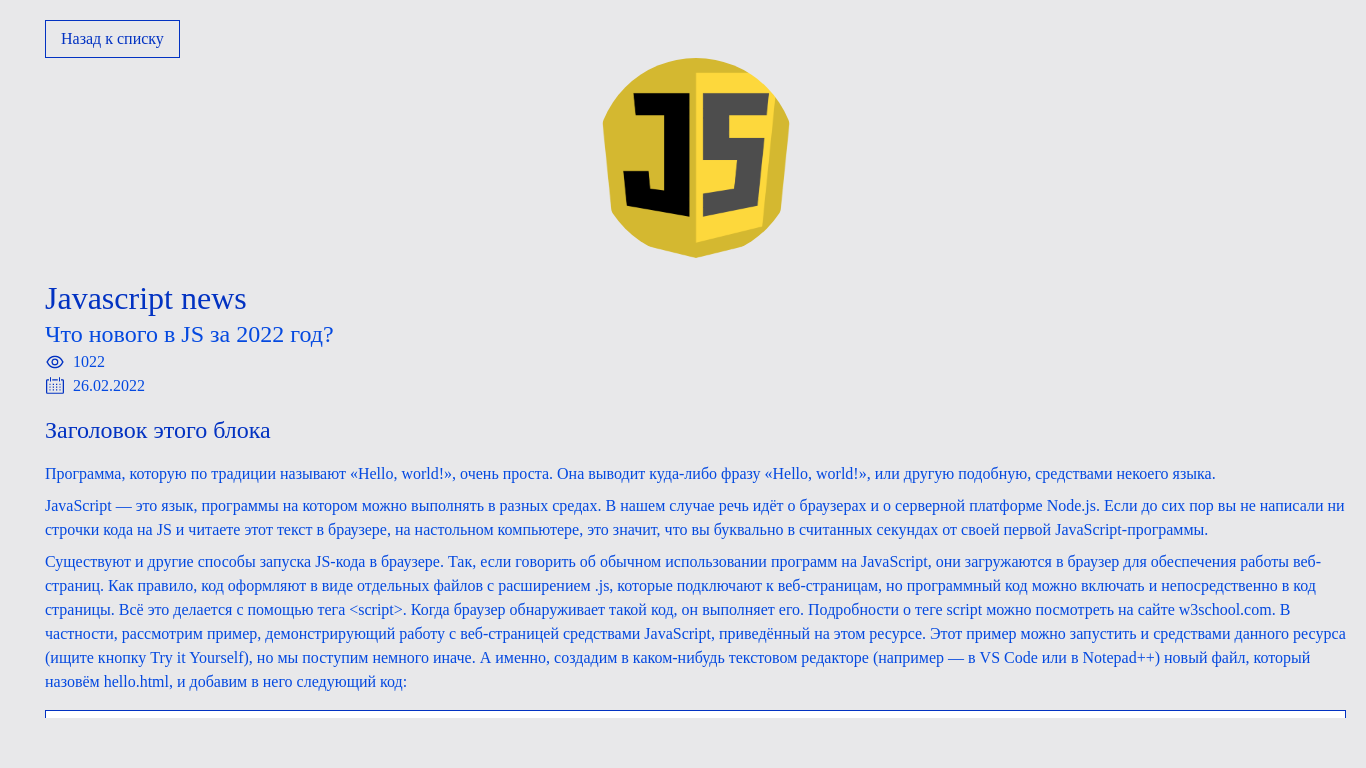 Назад к списку
JS
Javascript news
Что нового в JS за 2022 год?
1022
26.02.2022
Заголовок этого блока
Программа, которую по традиции называют «Hello, world!», очень проста. Она выводит куда-либо фразу «Hello, world!», или другую подобную, средствами некоего языка.
JavaScript — это язык, программы на котором можно выполнять в разных средах. В нашем случае речь идёт о браузерах и о серверной платформе Node.js. Если до сих пор вы не написали ни
строчки кода на JS и читаете этот текст в браузере, на настольном компьютере, это значит, что вы буквально в считанных секундах от своей первой JavaScript-программы.
Существуют и другие способы запуска JS-кода в браузере. Так, если говорить об обычном использовании программ на JavaScript, они загружаются в браузер для обеспечения работы веб-
страниц. Как правило, код оформляют в виде отдельных файлов с расширением .js, которые подключают к веб-страницам, но программный код можно включать и непосредственно в код
страницы. Всё это делается с помощью тега &lt;script&gt;. Когда браузер обнаруживает такой код, он выполняет его. Подробности о теге script можно посмотреть на сайте w3school.com. В
частности, рассмотрим пример, демонстрирующий работу с веб-страницей средствами JavaScript, приведённый на этом ресурсе. Этот пример можно запустить и средствами данного ресурса
(ищите кнопку Try it Yourself), но мы поступим немного иначе. А именно, создадим в каком-нибудь текстовом редакторе (например — в VS Code или в Notepad++) новый файл, который
назовём hello.html, и добавим в него следующий код: